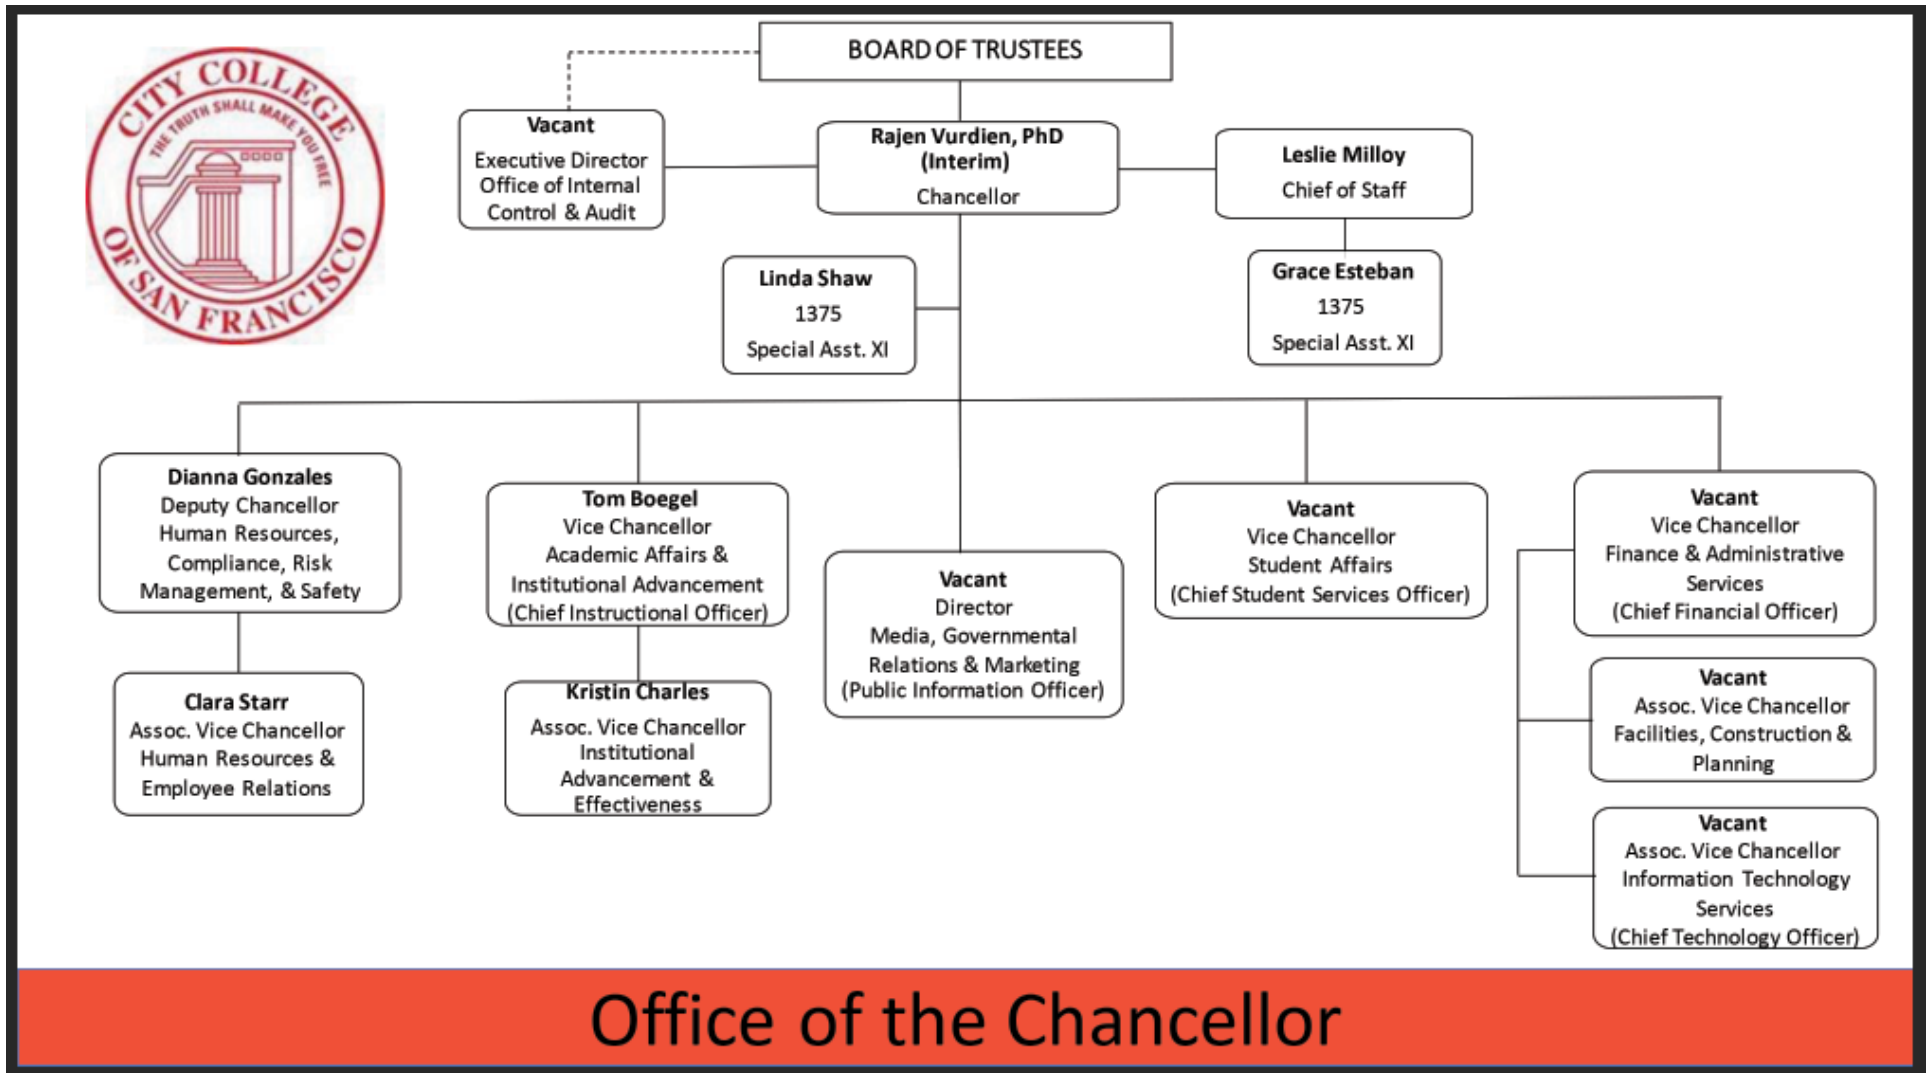 CITY COLLEGE
OF SAN FRANCISCO
THE TRUTH SHALL MAKE YOU FREE
BOARD OF TRUSTEES
Vacant
Executive Director
Office of Internal
Control & Audit
Rajen Vurdien, PhD
(Interim)
Chancellor
Leslie Milloy
Chief of Staff
Linda Shaw
1375
Special Asst. XI
Grace Esteban
1375
Special Asst. XI
Dianna Gonzales
Deputy Chancellor
Human Resources,
Compliance, Risk
Management, & Safety
Tom Boegel
Vice Chancellor
Academic Affairs &
Institutional Advancement
(Chief Instructional Officer)
Vacant
Director
Media, Governmental
Relations & Marketing
(Public Information Officer)
Vacant
Vice Chancellor
Student Affairs
(Chief Student Services Officer)
Vacant
Vice Chancellor
Finance & Administrative
Services
(Chief Financial Officer)
Clara Starr
Assoc. Vice Chancellor
Human Resources &
Employee Relations
Kristin Charles
Assoc. Vice Chancellor
Institutional
Advancement &
Effectiveness
Vacant
Assoc. Vice Chancellor
Facilities, Construction &
Planning
Vacant
Assoc. Vice Chancellor
Information Technology
Services
(Chief Technology Officer)
Office of the Chancellor